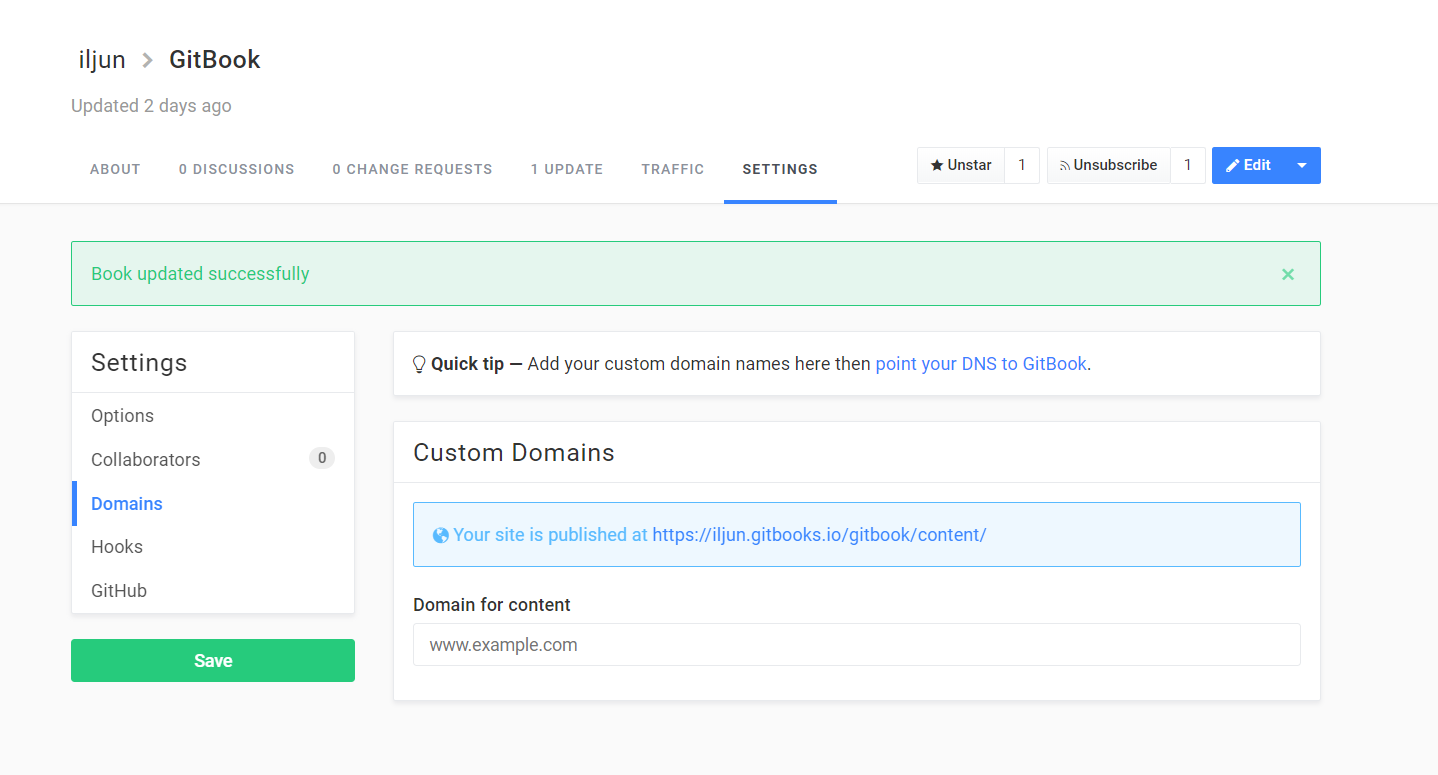 iljun > GitBook
Updated 2 days ago
ABOUT 0 DISCUSSIONS 0 CHANGE REQUESTS 1 UPDATE TRAFFIC SETTINGS Unstar 1 Unsubscribe 1 Edit
Book updated successfully ×
Settings
Options
Collaborators 0
Domains
Hooks
GitHub
Save
Quick tip — Add your custom domain names here then point your DNS to GitBook.
Custom Domains
Your site is published at https://iljun.gitbooks.io/gitbook/content/
Domain for content
www.example.com